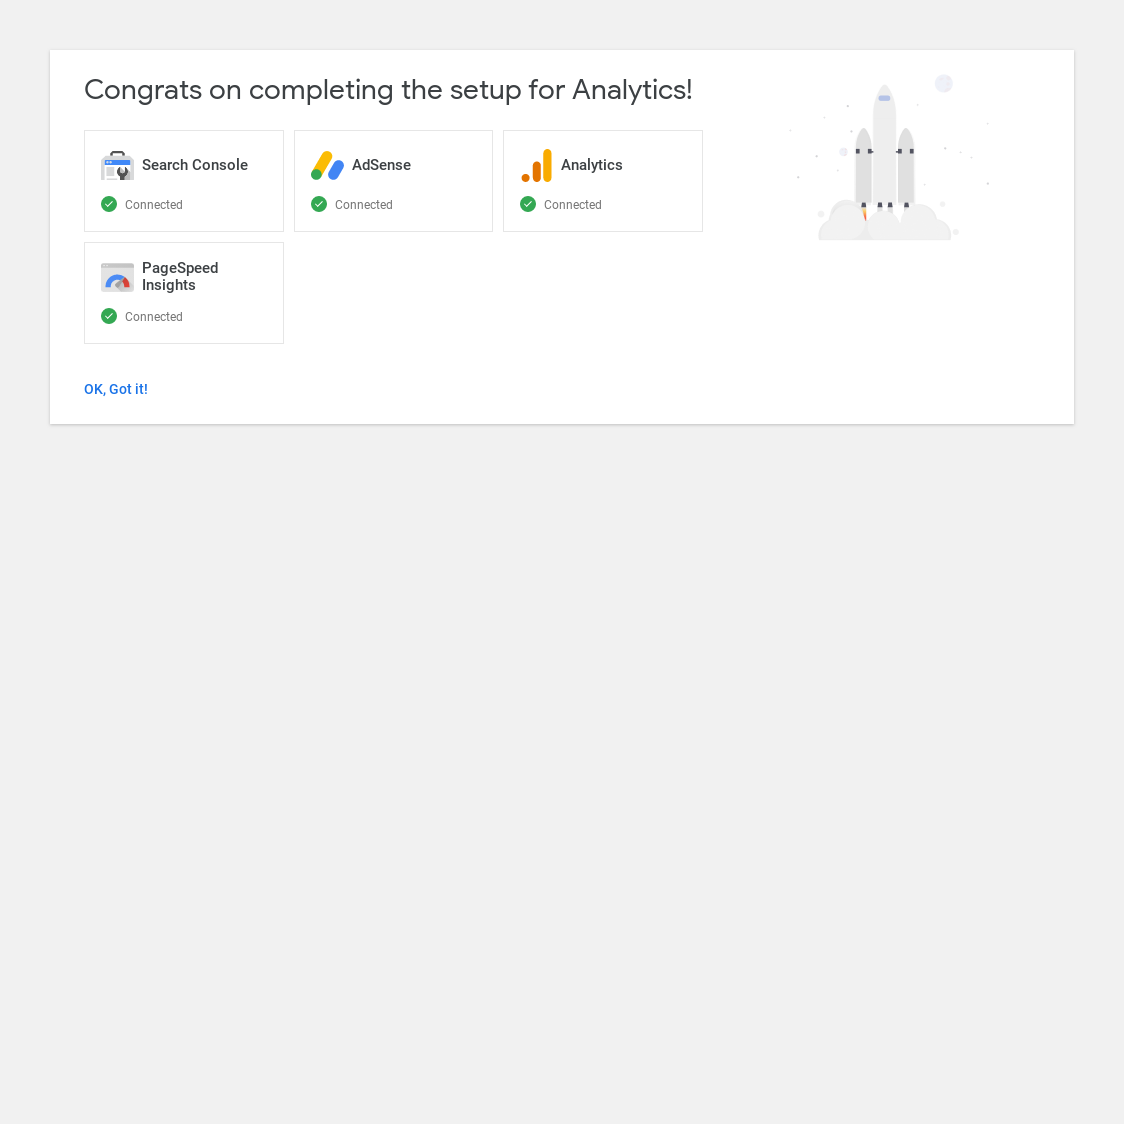 Congrats on completing the setup for Analytics!
Search Console
Connected
AdSense
Connected
Analytics
Connected
PageSpeed
Insights
Connected
OK, Got it!